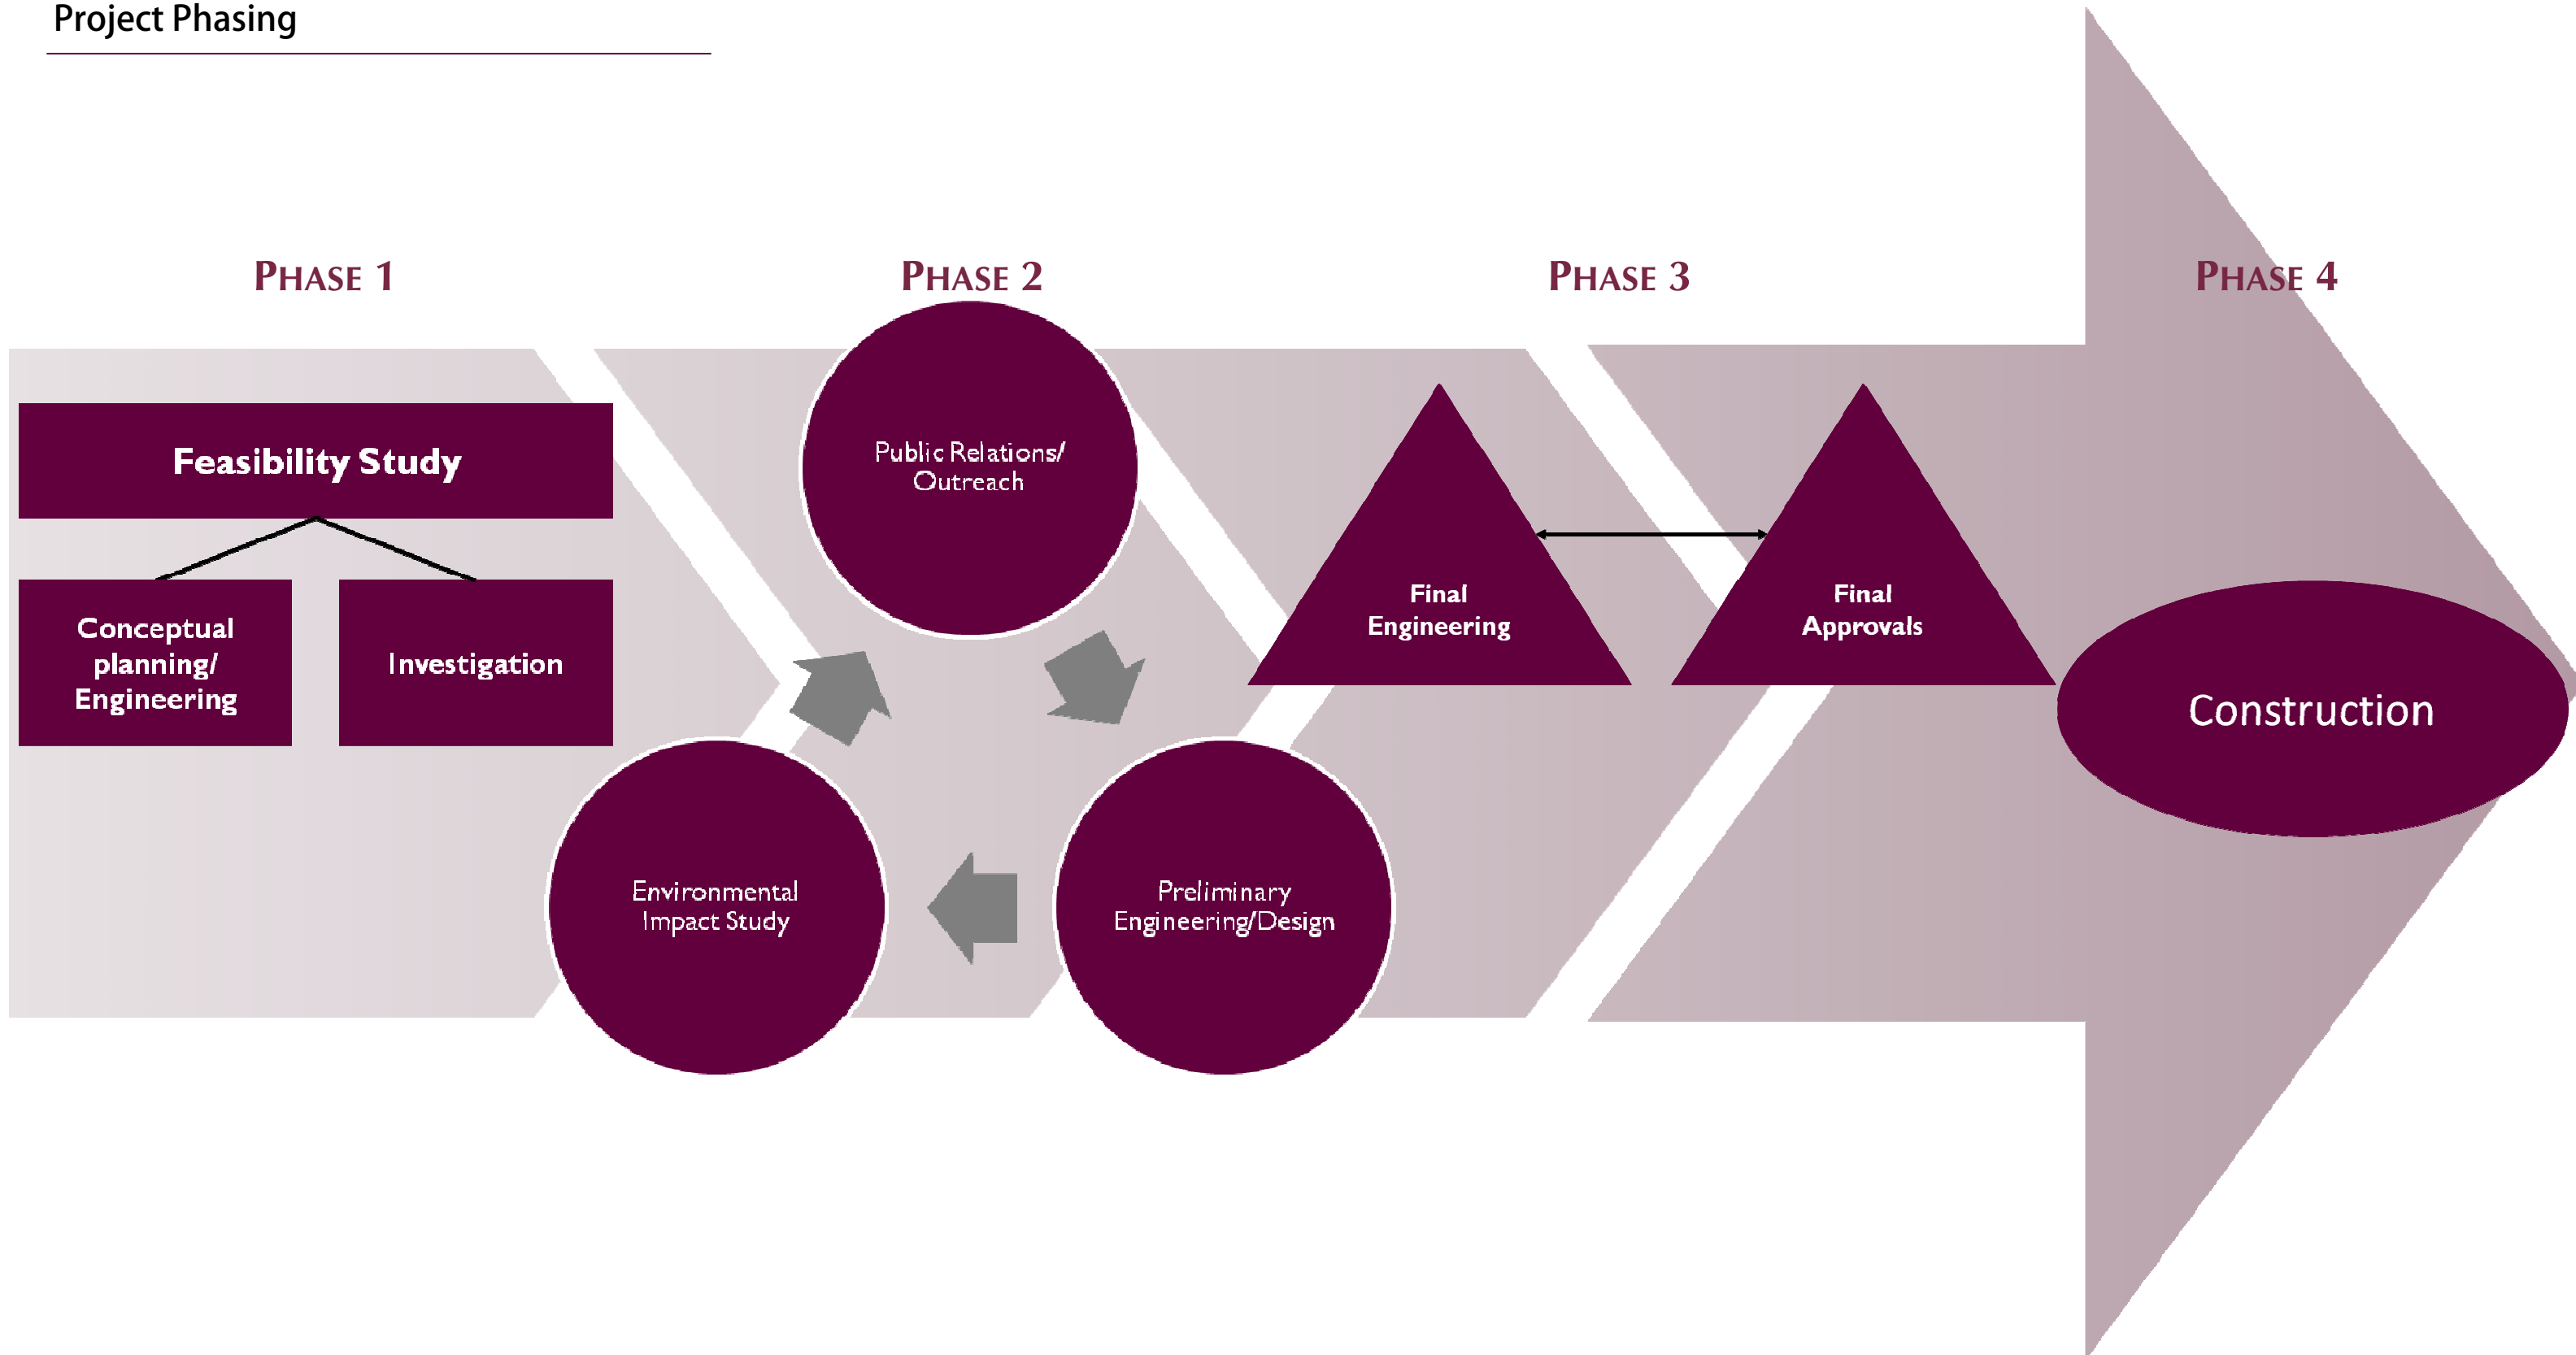 Project Phasing
PHASE 1
PHASE 2
PHASE 3
PHASE 4
Feasibility Study
Conceptual
planning/
Engineering
Investigation
Public Relations/
Outreach
Environmental
Impact Study
Preliminary
Engineering/Design
Final
Engineering
Final
Approvals
Construction